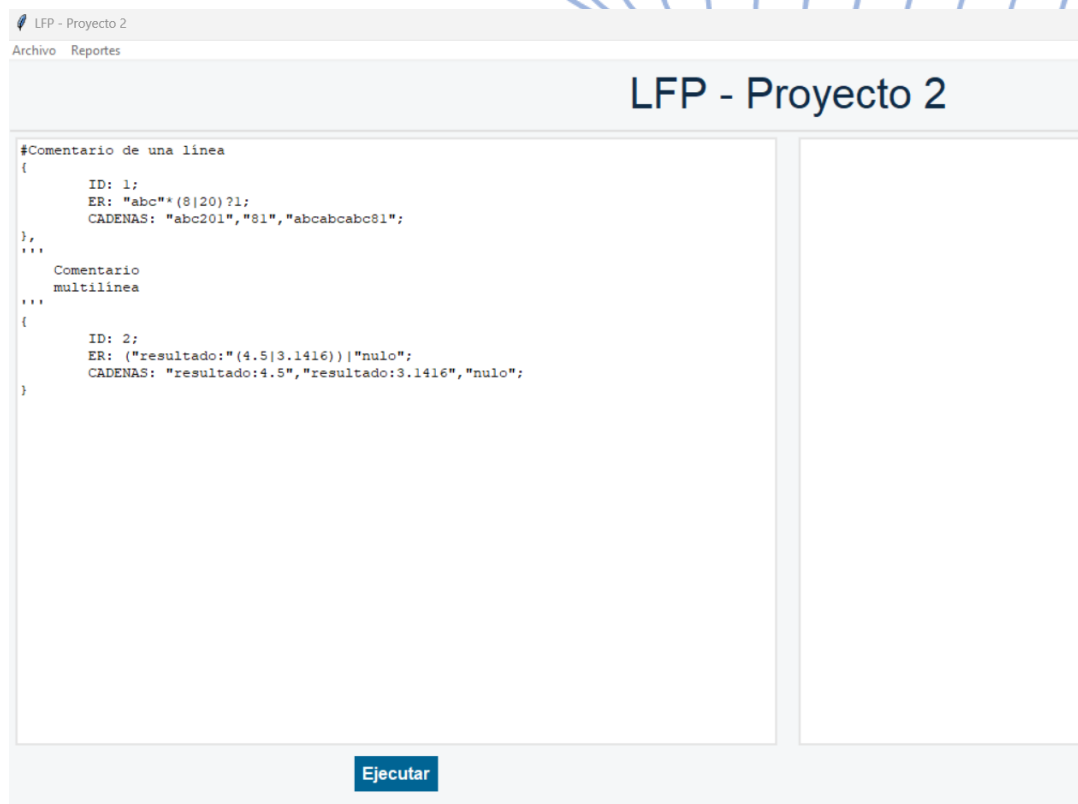 LFP - Proyecto 2
Archivo Reportes
LFP - Proyecto 2
#Comentario de una línea
{
ID: 1;
ER: "abc"*(8|20)?1;
CADENAS: "abc201","81","abcabcabc81";
},
'''
Comentario
multilínea
'''
{
ID: 2;
ER: ("resultado:"(4.5|3.1416))|"nulo";
CADENAS: "resultado:4.5","resultado:3.1416","nulo";
}
Ejecutar